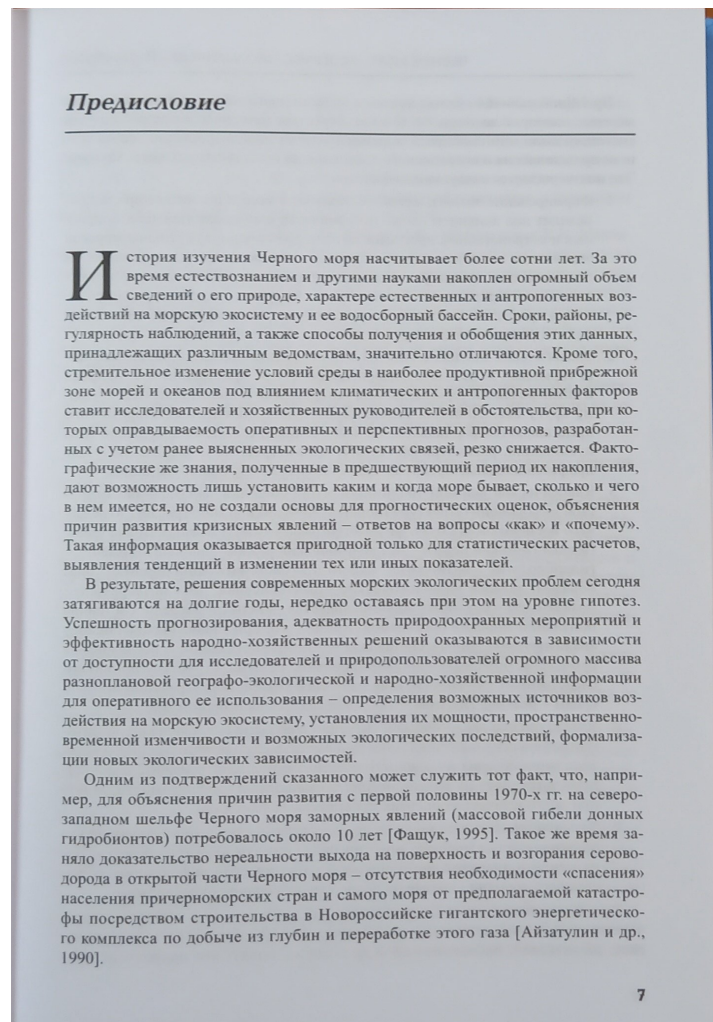 Предисловие
История изучения Черного моря насчитывает более сотни лет. За это
время естествознанием и другими науками накоплен огромный объем
сведений о его природе, характере естественных и антропогенных воз-
действий на морскую экосистему и ее водосборный бассейн. Сроки, районы, ре-
гулярность наблюдений, а также способы получения и обобщения этих данных,
принадлежащих различным ведомствам, значительно отличаются. Кроме того,
стремительное изменение условий среды в наиболее продуктивной прибрежной
зоне морей и океанов под влиянием климатических и антропогенных факторов
ставит исследователей и хозяйственных руководителей в обстоятельства, при ко-
торых оправдываемость оперативных и перспективных прогнозов, разработан-
ных с учетом ранее выясненных экологических связей, резко снижается. Факто-
графические же знания, полученные в предшествующий период их накопления,
дают возможность лишь установить каким и когда море бывает, сколько и чего
в нем имеется, но не создали основы для прогностических оценок, объяснения
причин развития кризисных явлений – ответов на вопросы «как» и «почему».
Такая информация оказывается пригодной только для статистических расчетов,
выявления тенденций в изменении тех или иных показателей.
В результате, решения современных морских экологических проблем сегодня
затягиваются на долгие годы, нередко оставаясь при этом на уровне гипотез.
Успешность прогнозирования, адекватность природоохранных мероприятий и
эффективность народно-хозяйственных решений оказываются в зависимости
от доступности для исследователей и природопользователей огромного массива
разноплановой географо-экологической и народно-хозяйственной информации
для оперативного ее использования – определения возможных источников воз-
действия на морскую экосистему, установления их мощности, пространственно-
временной изменчивости и возможных экологических последствий, формализа-
ции новых экологических зависимостей.
Одним из подтверждений сказанного может служить тот факт, что, напри-
мер, для объяснения причин развития с первой половины 1970-х гг. на северо-
западном шельфе Черного моря заморных явлений (массовой гибели донных
гидробионтов) потребовалось около 10 лет [Фащук, 1995]. Такое же время за-
няло доказательство нереальности выхода на поверхность и возгорания серово-
дорода в открытой части Черного моря – отсутствия необходимости «спасения»
населения причерноморских стран и самого моря от предполагаемой катастро-
фы посредством строительства в Новороссийске гигантского энергетическо-
го комплекса по добыче из глубин и переработке этого газа [Айзатулин и др.,
1990].
7